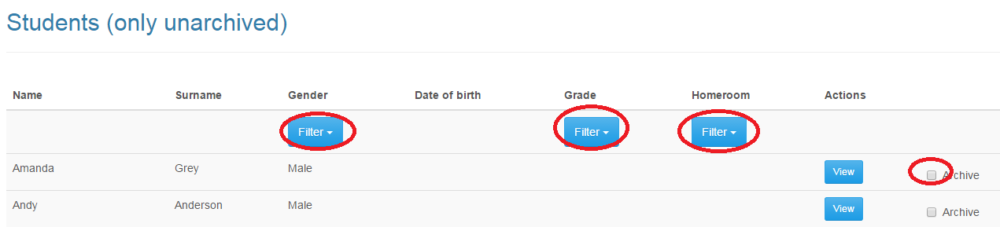 Students (only unarchived)
Name Surname Gender Date of birth Grade Homeroom Actions
Filter Filter Filter
Amanda Grey Male View Archive
Andy Anderson Male View Archive